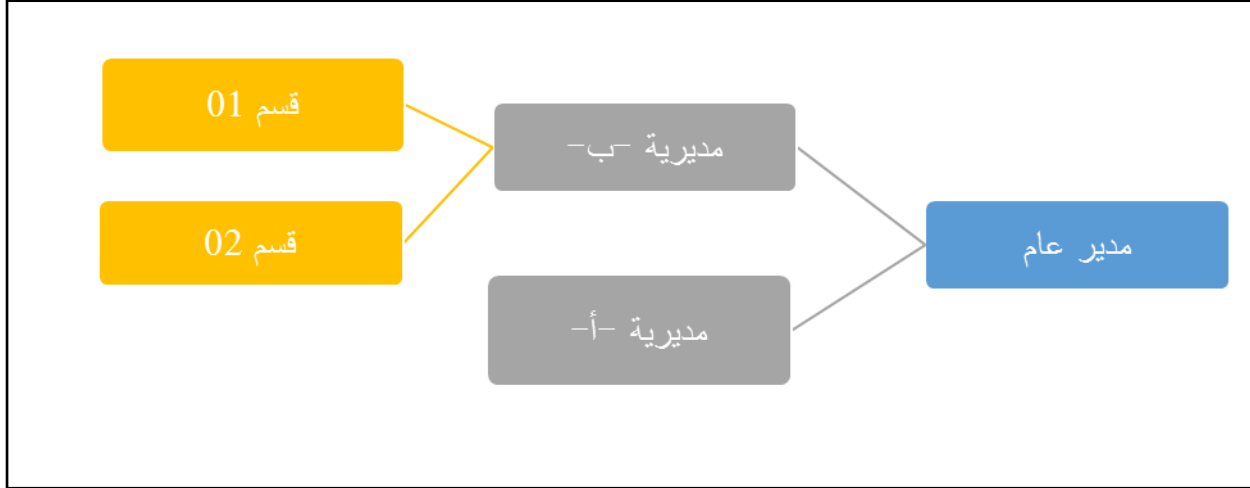 مدير عام
مديرية -ب-
مديرية -أ-
قسم 01
قسم 02